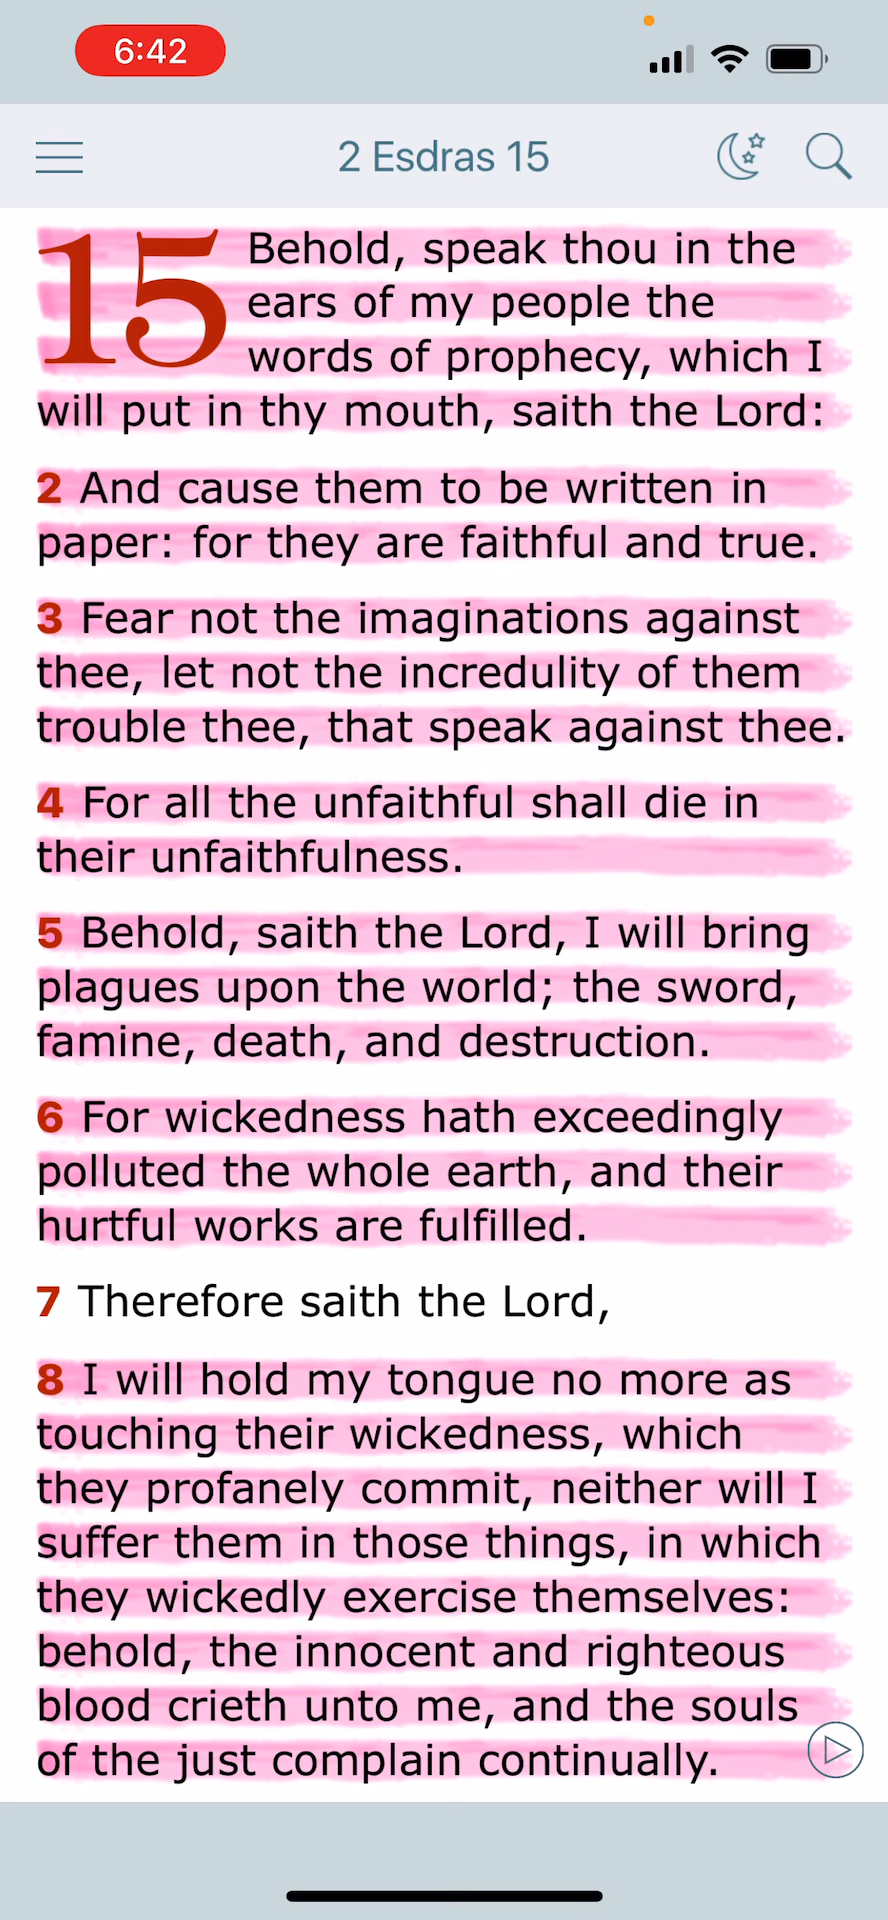 6:42
2 Esdras 15
15 Behold, speak thou in the
ears of my people the
words of prophecy, which I
will put in thy mouth, saith the Lord:
2 And cause them to be written in
paper: for they are faithful and true.
3 Fear not the imaginations against
thee, let not the incredulity of them
trouble thee, that speak against thee.
4 For all the unfaithful shall die in
their unfaithfulness.
5 Behold, saith the Lord, I will bring
plagues upon the world; the sword,
famine, death, and destruction.
6 For wickedness hath exceedingly
polluted the whole earth, and their
hurtful works are fulfilled.
7 Therefore saith the Lord,
8 I will hold my tongue no more as
touching their wickedness, which
they profanely commit, neither will I
suffer them in those things, in which
they wickedly exercise themselves:
behold, the innocent and righteous
blood crieth unto me, and the souls
of the just complain continually.